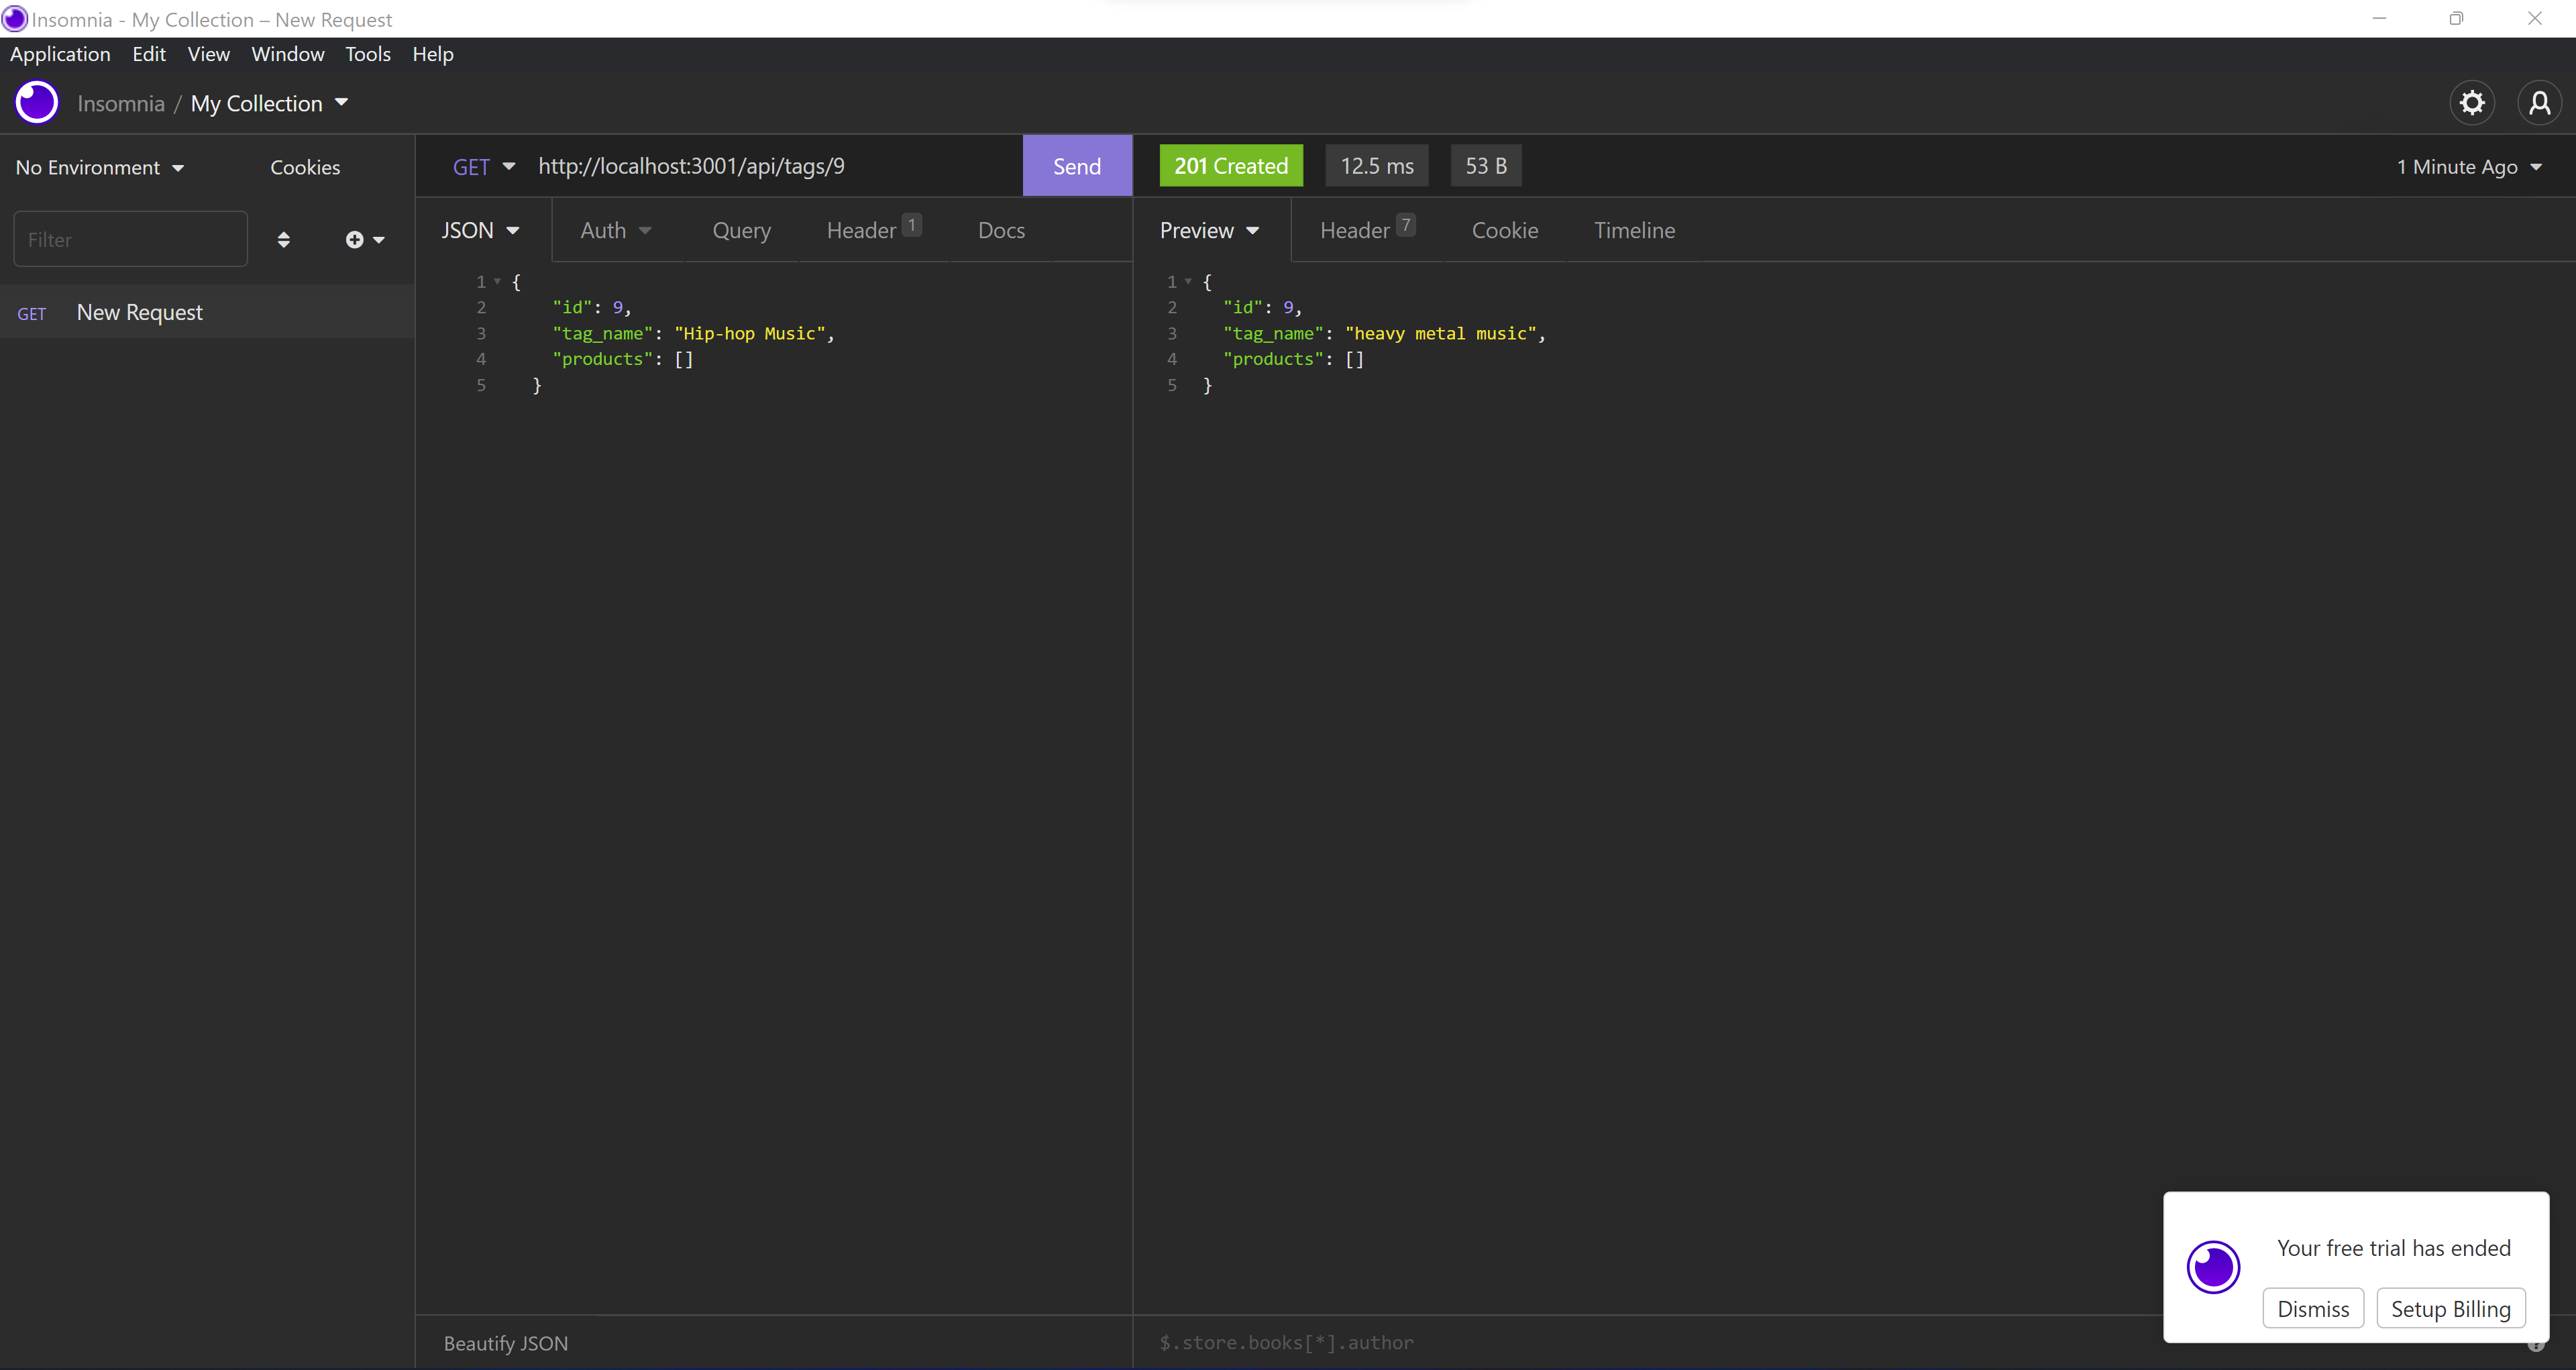 Insomnia - My Collection – New Request
Application Edit View Window Tools Help
Insomnia / My Collection
No Environment Cookies
GET http://localhost:3001/api/tags/9 Send
201 Created 12.5 ms 53 B 1 Minute Ago
Filter
JSON Auth Query Header 1 Docs
Preview Header 7 Cookie Timeline
GET New Request
1 {
2 "id": 9,
3 "tag_name": "Hip-hop Music",
4 "products": []
5 }
1 {
2 "id": 9,
3 "tag_name": "heavy metal music",
4 "products": []
5 }
Your free trial has ended
Dismiss Setup Billing
Beautify JSON
$.store.books[*].author